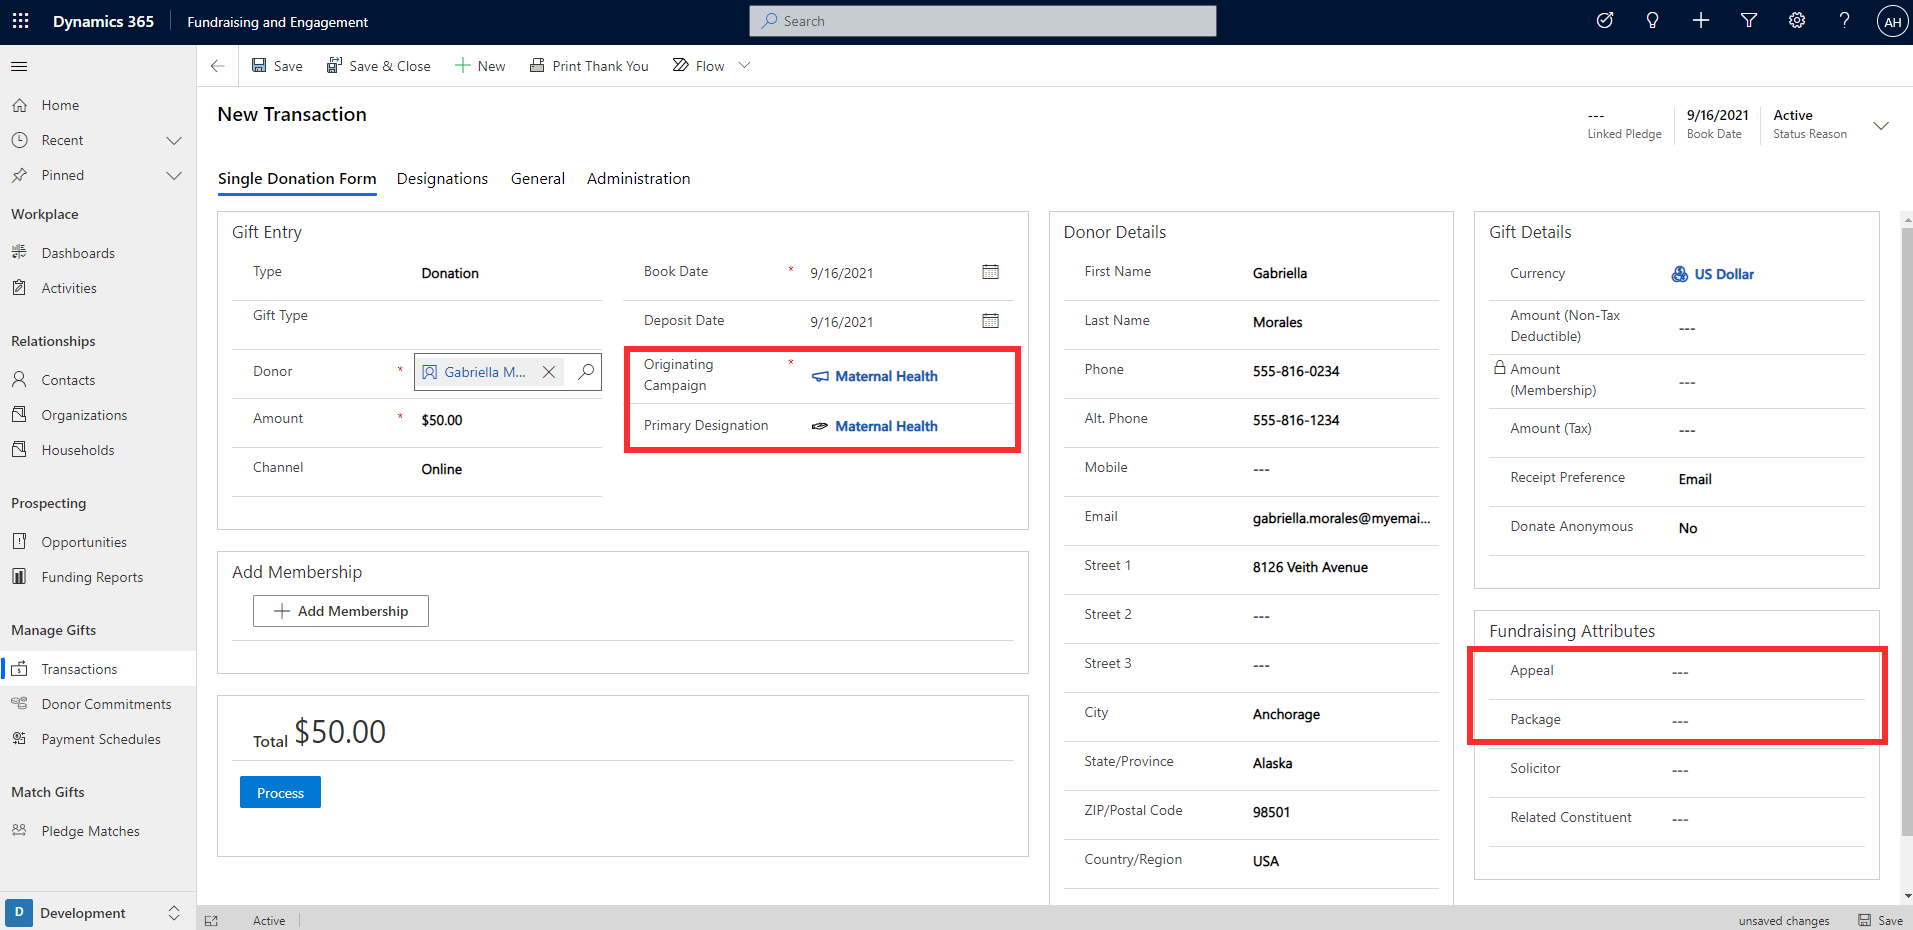 Dynamics 365
Fundraising and Engagement
Search
AH
Home
Recent
Pinned
Workplace
Dashboards
Activities
Relationships
Contacts
Organizations
Households
Prospecting
Opportunities
Funding Reports
Manage Gifts
Transactions
Donor Commitments
Payment Schedules
Match Gifts
Pledge Matches
D Development
Save
Save & Close
New
Print Thank You
Flow
New Transaction
---
Linked Pledge
9/16/2021
Book Date
Active
Status Reason
Single Donation Form
Designations
General
Administration
Gift Entry
Type
Donation
Gift Type
Donor *
Gabriella M...
Amount *
$50.00
Channel
Online
Book Date *
9/16/2021
Deposit Date
9/16/2021
Originating
Campaign *
Maternal Health
Primary Designation
Maternal Health
Add Membership
Add Membership
Total $50.00
Process
Donor Details
First Name
Gabriella
Last Name
Morales
Phone
555-816-0234
Alt. Phone
555-816-1234
Mobile
---
Email
gabriella.morales@myemai...
Street 1
8126 Veith Avenue
Street 2
---
Street 3
---
City
Anchorage
State/Province
Alaska
ZIP/Postal Code
98501
Country/Region
USA
Gift Details
Currency
US Dollar
Amount (Non-Tax
Deductible)
---
Amount
(Membership)
---
Amount (Tax)
---
Receipt Preference
Email
Donate Anonymous
No
Fundraising Attributes
Appeal
---
Package
---
Solicitor
---
Related Constituent
---
Active
unsaved changes
Save